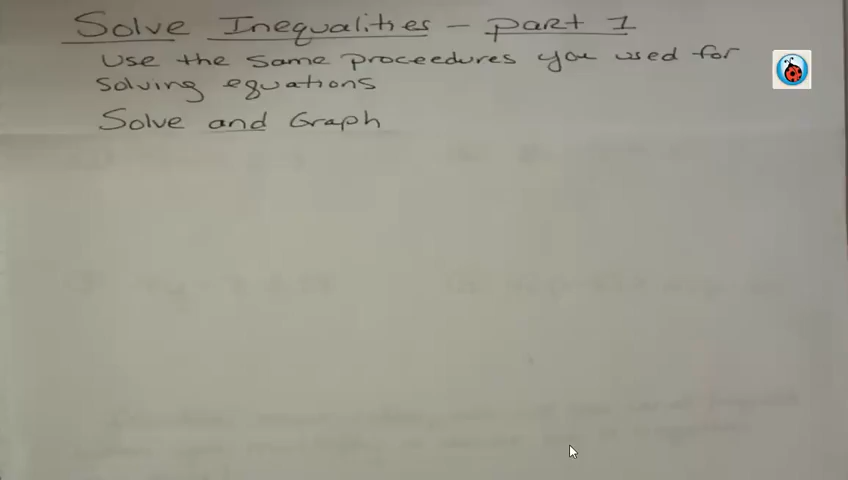 Solve Inequalities - part 1
Use the same proceedures you used for
solving equations
Solve and Graph